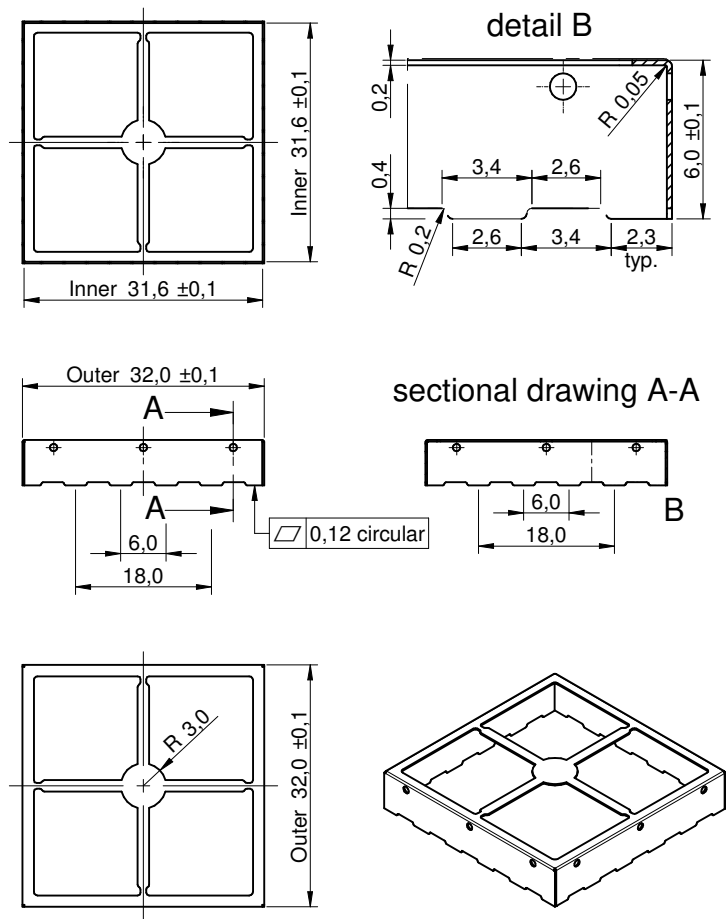 detail B
Inner 31,6 ±0,1
Inner 31,6 ±0,1
0,2
R 0,05
6,0 ±0,1
0,4
3,4
2,6
R 0,2
2,6
3,4
2,3
typ.
Outer 32,0 ±0,1
sectional drawing A-A
A
A
6,0
18,0
0,12 circular
6,0
18,0
B
R 3,0
Outer 32,0 ±0,1